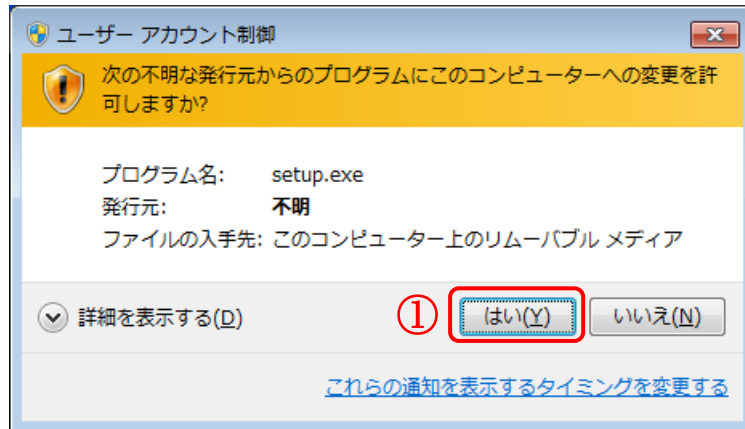 ユーザー アカウント制御
次の不明な発行元からのプログラムにこのコンピューターへの変更を許
可しますか?
プログラム名: setup.exe
発行元: 不明
ファイルの入手先: このコンピューター上のリムーバブル メディア
詳細を表示する(D) ① はい(Y) いいえ(N)
これらの通知を表示するタイミングを変更する